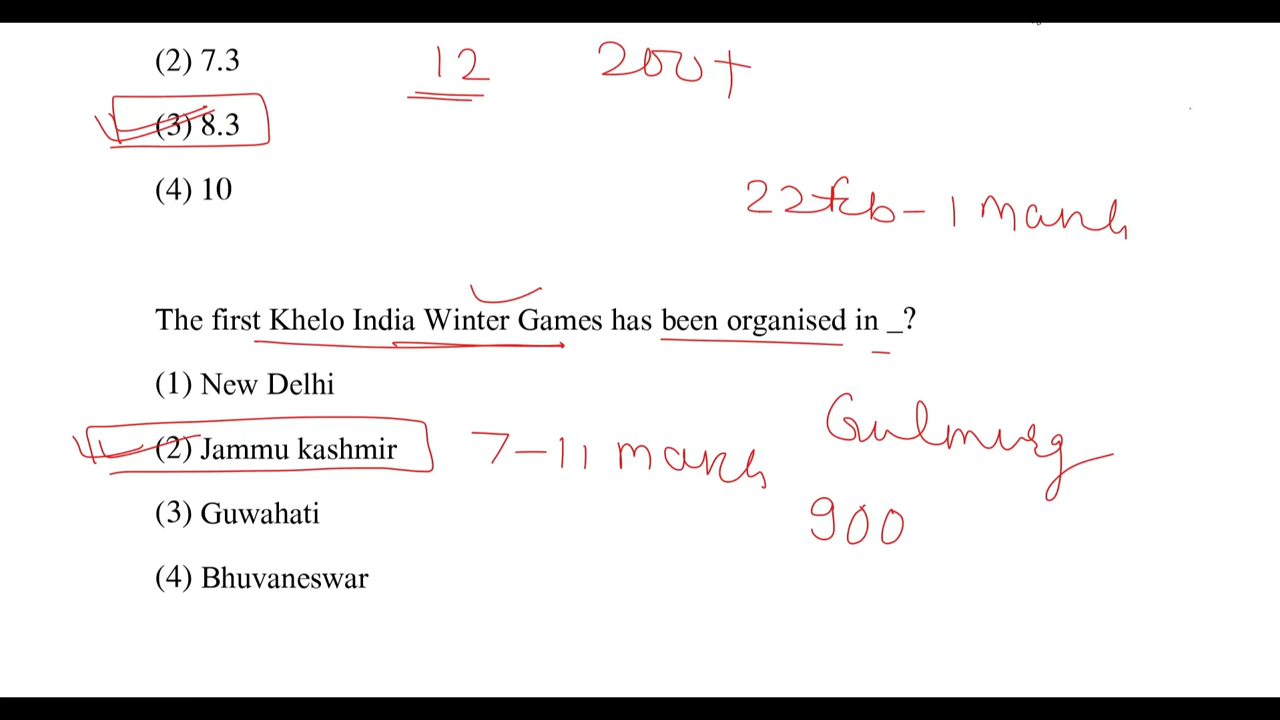 (2) 7.3 12 200+
(3) 8.3
(4) 10
22 feb - 1 March
The first Khelo India Winter Games has been organised in _?
(1) New Delhi
Gulmurg
(2) Jammu kashmir 7-11 march
(3) Guwahati 900
(4) Bhuvaneswar